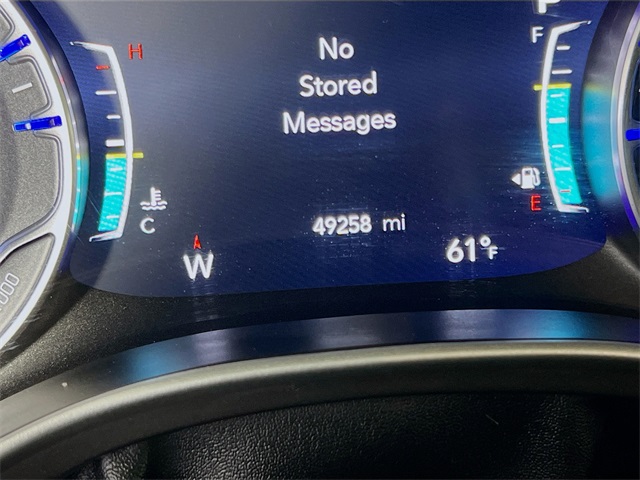 H
No
Stored
Messages
F
C
E
49258 mi
W
61°F